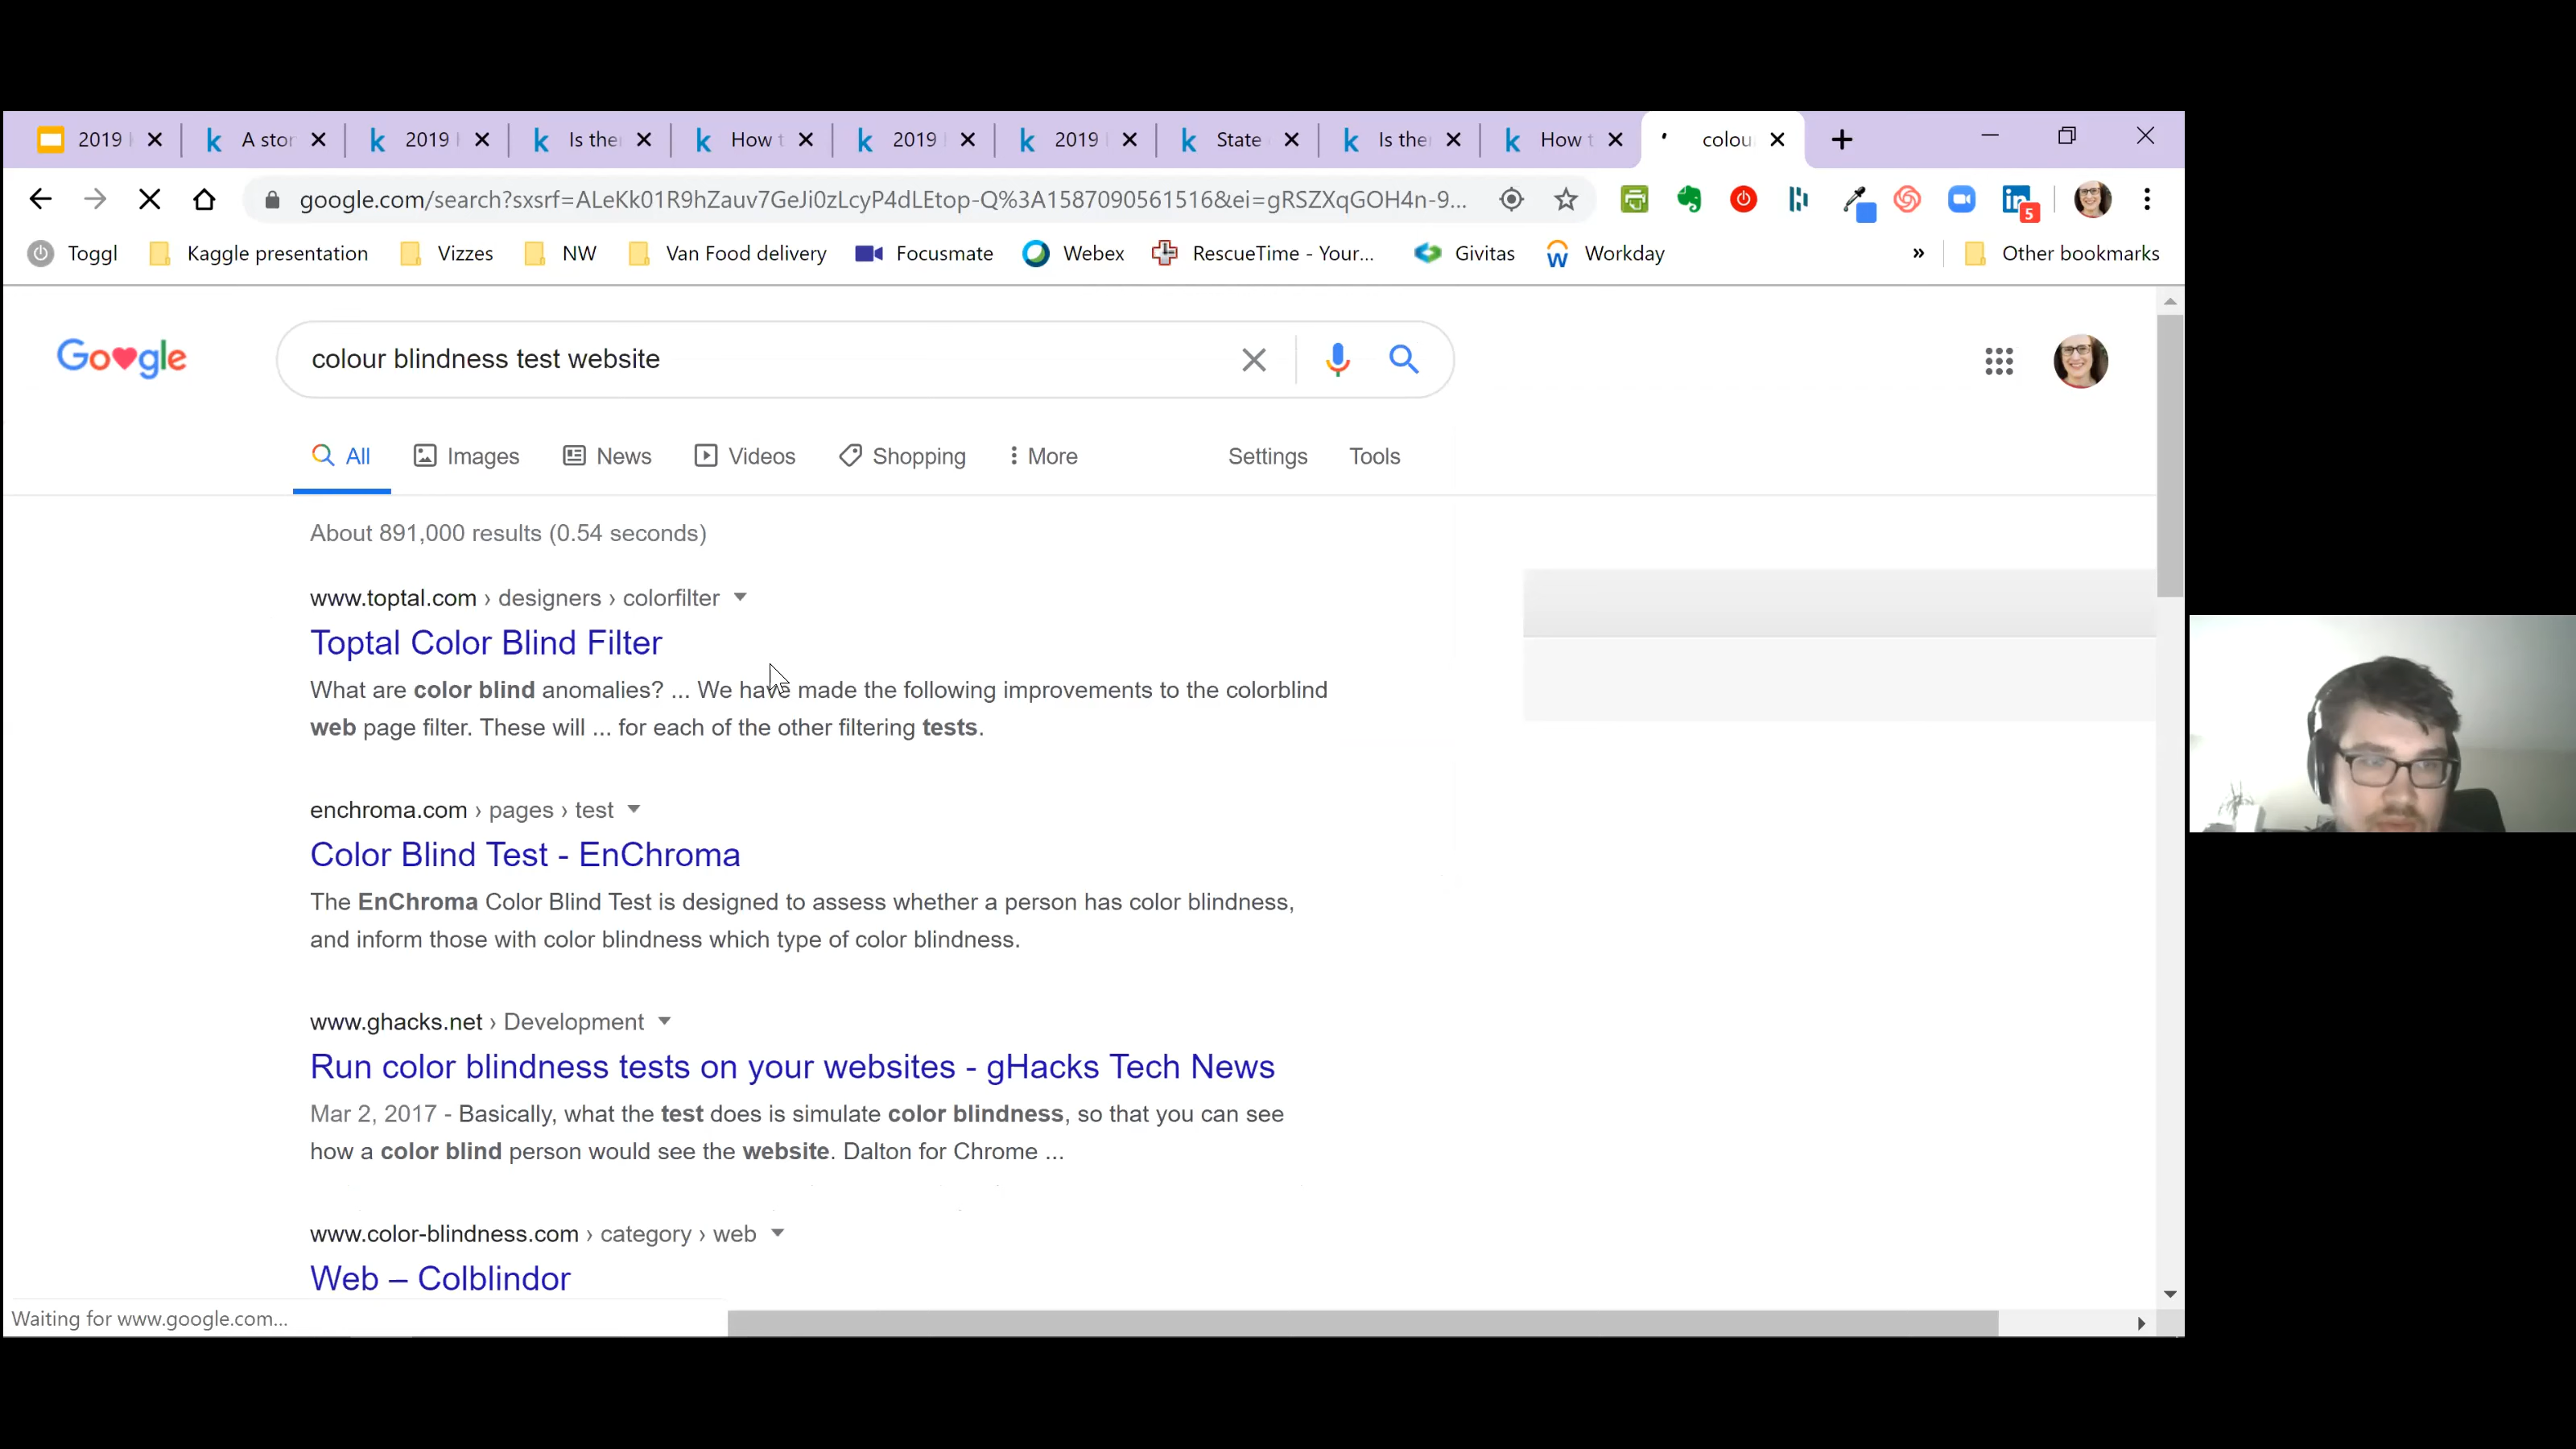 2019
A stor
2019
Is the
How t
2019
2019
State
Is the
How t
colou
google.com/search?sxsrf=ALeKk01R9hZauv7GeJi0zLcyP4dLEtop-Q%3A1587090561516&ei=gRSZXqGOH4n-9...
5
Toggl
Kaggle presentation
Vizzes
NW
Van Food delivery
Focusmate
Webex
RescueTime - Your...
Givitas
Workday
»
Other bookmarks
Go gle
colour blindness test website
All
Images
News
Videos
Shopping
More
Settings
Tools
About 891,000 results (0.54 seconds)
www.toptal.com › designers › colorfilter
Toptal Color Blind Filter
What are color blind anomalies? ... We have made the following improvements to the colorblind
web page filter. These will ... for each of the other filtering tests.
enchroma.com › pages › test
Color Blind Test - EnChroma
The EnChroma Color Blind Test is designed to assess whether a person has color blindness,
and inform those with color blindness which type of color blindness.
www.ghacks.net › Development
Run color blindness tests on your websites - gHacks Tech News
Mar 2, 2017 - Basically, what the test does is simulate color blindness, so that you can see
how a color blind person would see the website. Dalton for Chrome ...
www.color-blindness.com › category › web
Web – Colblindor
Waiting for www.google.com...